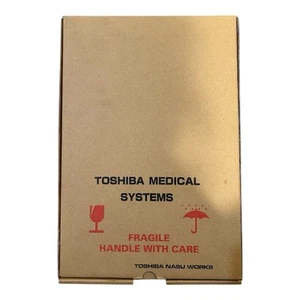 TOSHIBA MEDICAL
SYSTEMS
FRAGILE
HANDLE WITH CARE
TOSHIBA NASU WORKS